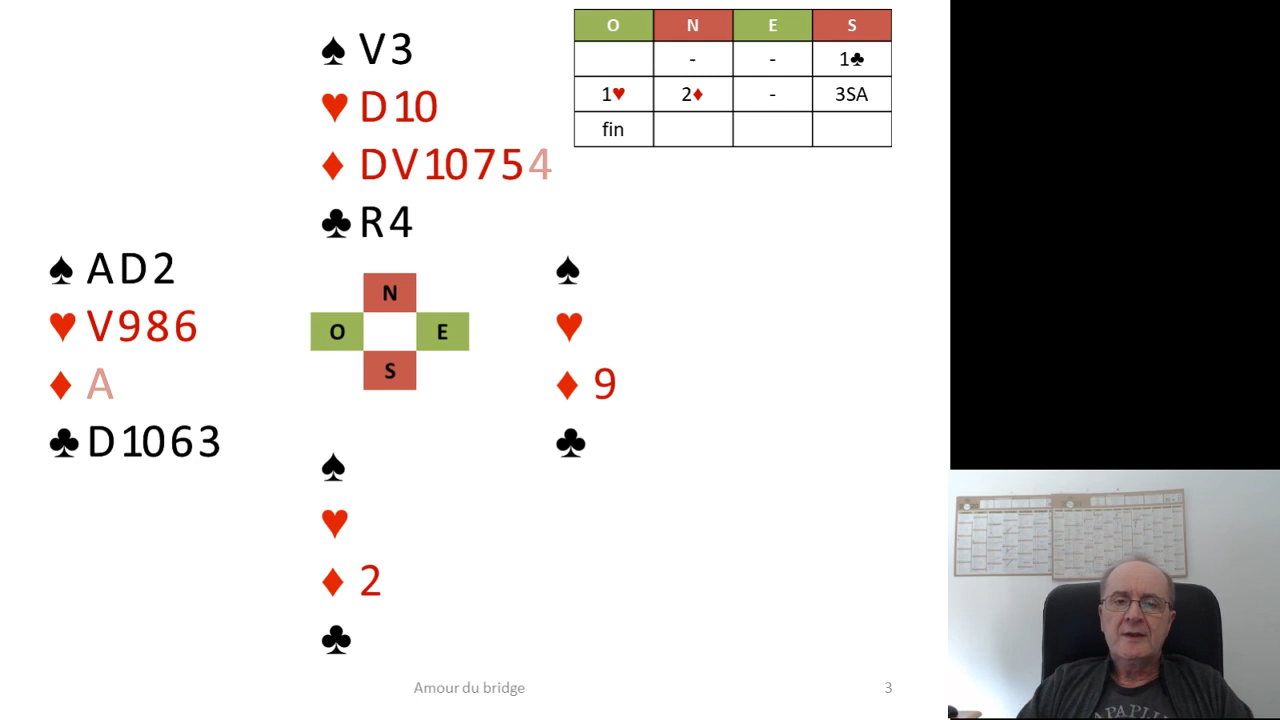 ♠ V3
♥ D10
♦ DV10754
♣ R4
O N E S
- - 1♣
1♥ 2♦ - 3SA
fin
♠ AD2
♥ V986
♦ A
♣ D1063
N
O E
S
♠
♥
♦ 9
♣
♠
♥
♦ 2
♣
Amour du bridge
3